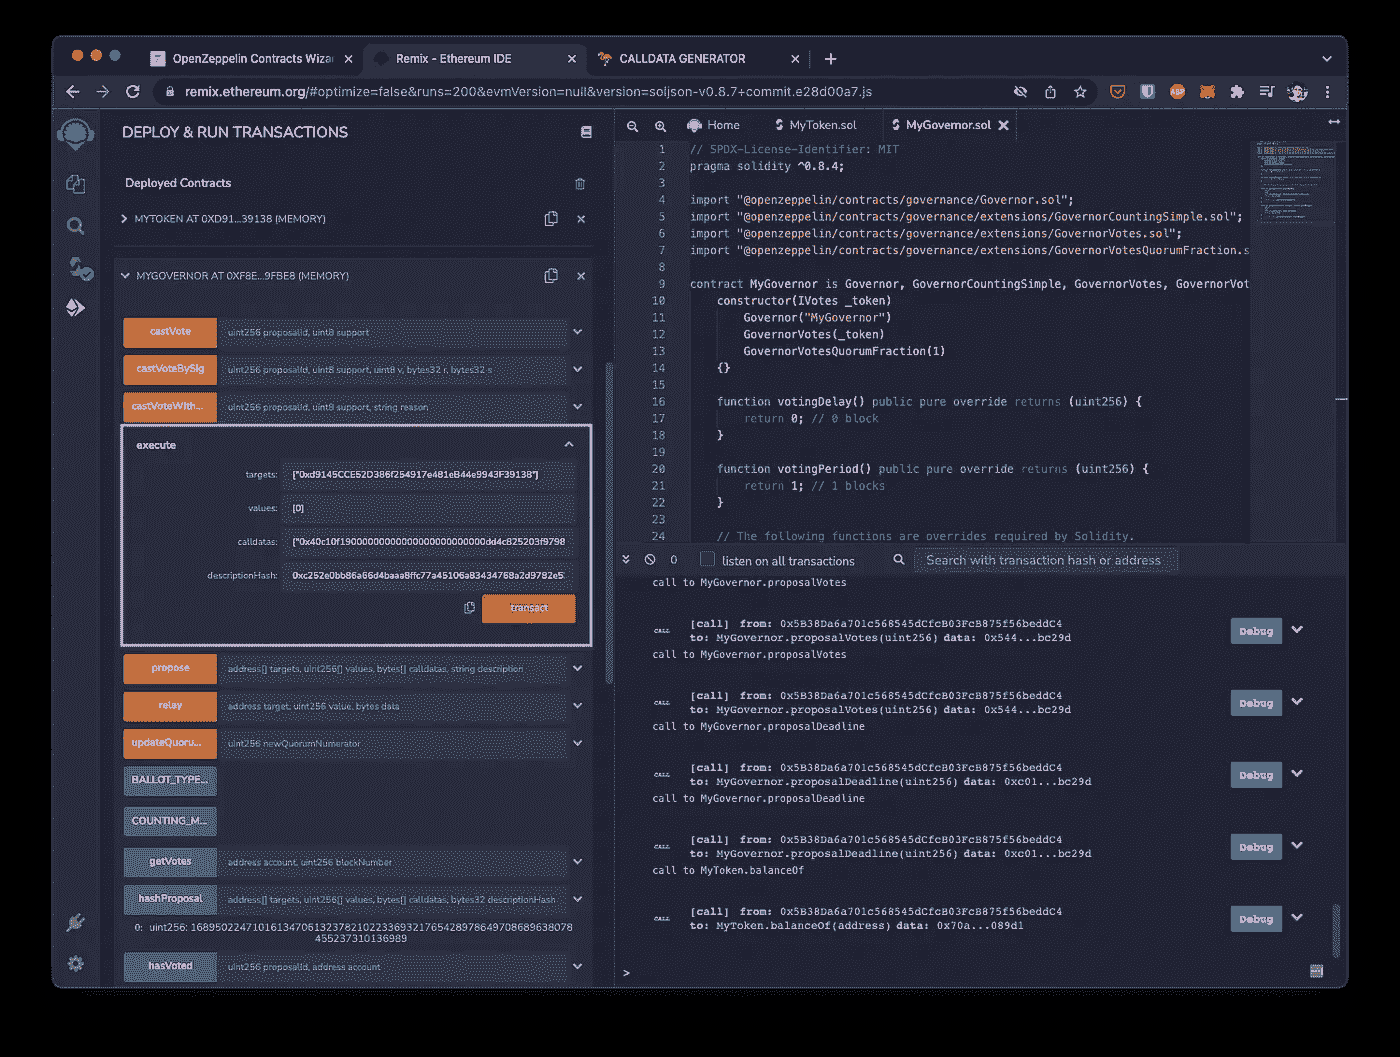 OpenZeppelin Contracts Wiza
Remix - Ethereum IDE
CALLDATA GENERATOR
remix.ethereum.org/#optimize=false&runs=200&evmVersion=null&version=soljson-v0.8.7+commit.e28d00a7.js
DEPLOY & RUN TRANSACTIONS
Deployed Contracts
MYTOKEN AT 0XD91...39138 (MEMORY)
MYGOVERNOR AT 0XF8E...9FBE8 (MEMORY)
castVote uint256 proposalId, uint8 support
castVoteBySig uint256 proposalId, uint8 support, uint8 v, bytes32 r, bytes32 s
castVoteWith... uint256 proposalId, uint8 support, string reason
execute
targets: ["0xd9145CCE52D386f254917e481eB44e9943F39138"]
values: [0]
calldatas: ["0x40c10f19000000000000000000000000dd4c825203f9798
descriptionHash: 0xc252e0bb86a66d4baaa8ffc77a45106a83434768a2d9782e5
transact
propose address[] targets, uint256[] values, bytes[] calldatas, string description
relay address target, uint256 value, bytes data
updateQuoru... uint256 newQuorumNumerator
BALLOT_TYPE...
COUNTING_M...
getVotes address account, uint256 blockNumber
hashProposal address[] targets, uint256[] values, bytes[] calldatas, bytes32 descriptionHash
0: uint256: 16895022471016134706132378210223369321765428978649708689638078
455237310136989
hasVoted uint256 proposalId, address account
Home
MyToken.sol
MyGovernor.sol
1 // SPDX-License-Identifier: MIT
2 pragma solidity ^0.8.4;
3
4 import "@openzeppelin/contracts/governance/Governor.sol";
5 import "@openzeppelin/contracts/governance/extensions/GovernorCountingSimple.sol";
6 import "@openzeppelin/contracts/governance/extensions/GovernorVotes.sol";
7 import "@openzeppelin/contracts/governance/extensions/GovernorVotesQuorumFraction.s
8
9 contract MyGovernor is Governor, GovernorCountingSimple, GovernorVotes, GovernorVot
10 constructor(IVotes _token)
11 Governor("MyGovernor")
12 GovernorVotes(_token)
13 GovernorVotesQuorumFraction(1)
14 {}
15
16 function votingDelay() public pure override returns (uint256) {
17 return 0; // 0 block
18 }
19
20 function votingPeriod() public pure override returns (uint256) {
21 return 1; // 1 blocks
22 }
23
24 // The following functions are overrides required by Solidity.
0 listen on all transactions Search with transaction hash or address
call to MyGovernor.proposalVotes
CALL [call] from: 0x5B38Da6a701c568545dCfcB03FcB875f56beddC4
to: MyGovernor.proposalVotes(uint256) data: 0x544...bc29d
Debug
call to MyGovernor.proposalVotes
CALL [call] from: 0x5B38Da6a701c568545dCfcB03FcB875f56beddC4
to: MyGovernor.proposalVotes(uint256) data: 0x544...bc29d
Debug
call to MyGovernor.proposalDeadline
CALL [call] from: 0x5B38Da6a701c568545dCfcB03FcB875f56beddC4
to: MyGovernor.proposalDeadline(uint256) data: 0xc01...bc29d
Debug
call to MyGovernor.proposalDeadline
CALL [call] from: 0x5B38Da6a701c568545dCfcB03FcB875f56beddC4
to: MyGovernor.proposalDeadline(uint256) data: 0xc01...bc29d
Debug
call to MyToken.balanceOf
CALL [call] from: 0x5B38Da6a701c568545dCfcB03FcB875f56beddC4
to: MyToken.balanceOf(address) data: 0x70a...089d1
Debug
>